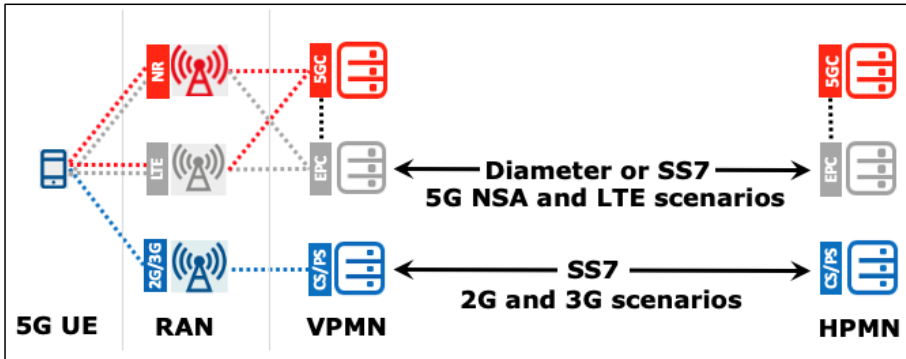 NR
5GC
5GC
LTE
EPC
Diameter or SS7
5G NSA and LTE scenarios
EPC
2G/3G
CS/PS
SS7
2G and 3G scenarios
CS/PS
5G UE
RAN
VPMN
HPMN